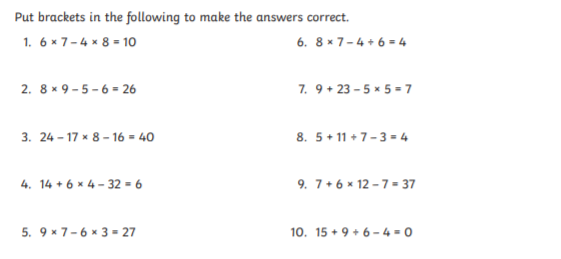 Put brackets in the following to make the answers correct.
1. 6 × 7 – 4 × 8 = 10
6. 8 × 7 – 4 ÷ 6 = 4
2. 8 × 9 – 5 – 6 = 26
7. 9 + 23 – 5 × 5 = 7
3. 24 – 17 × 8 – 16 = 40
8. 5 + 11 ÷ 7 – 3 = 4
4. 14 + 6 × 4 – 32 = 6
9. 7 + 6 × 12 – 7 = 37
5. 9 × 7 – 6 × 3 = 27
10. 15 + 9 ÷ 6 – 4 = 0